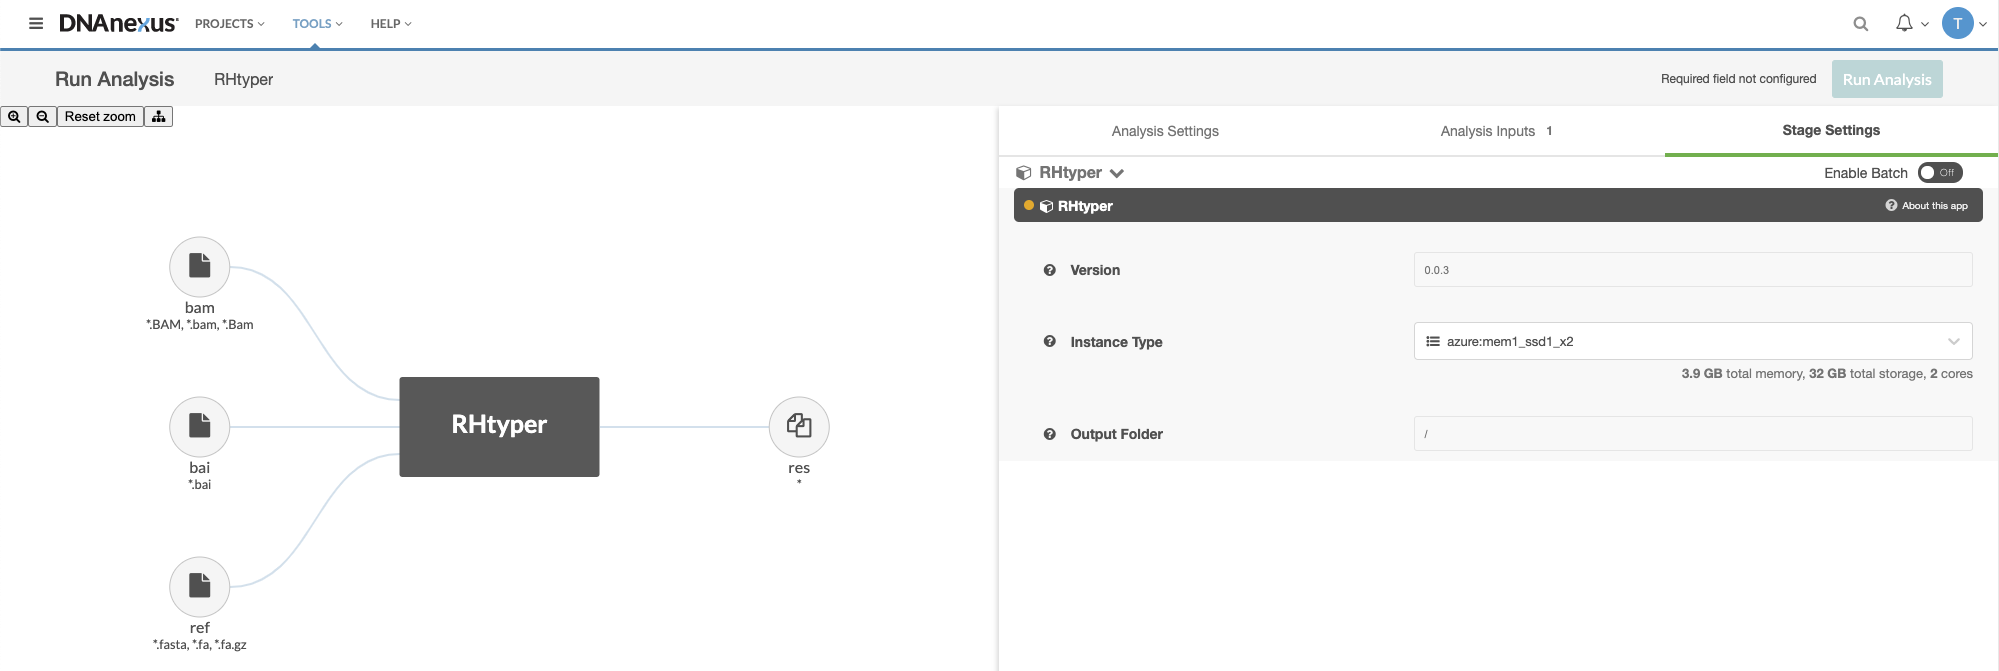 DNAnexus PROJECTS TOOLS HELP T
Run Analysis RHtyper Required field not configured Run Analysis
Reset zoom
Analysis Settings Analysis Inputs 1 Stage Settings
RHtyper Enable Batch Off
RHtyper ? About this app
? Version 0.0.3
? Instance Type azure:mem1_ssd1_x2
3.9 GB total memory, 32 GB total storage, 2 cores
? Output Folder /
bam
*.BAM, *.bam, *.Bam
bai
*.bai
ref
*.fasta, *.fa, *.fa.gz
RHtyper
res
*